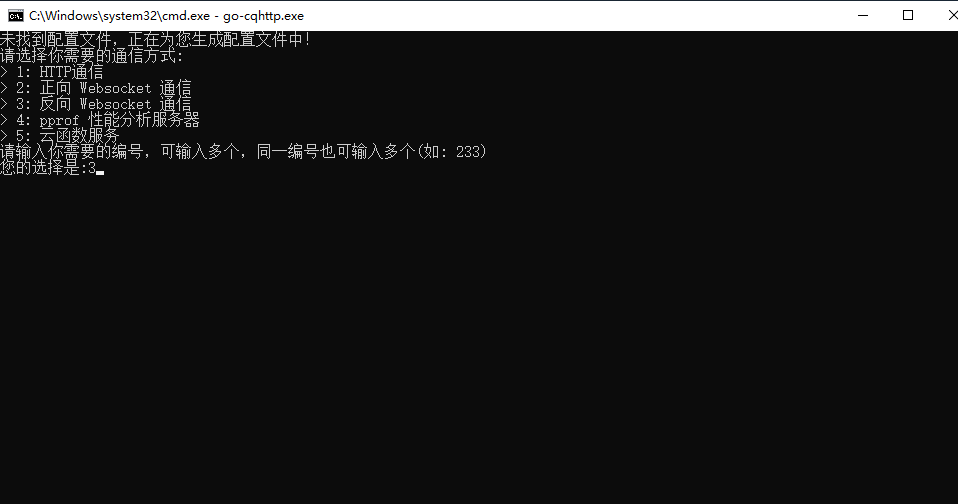 C:\Windows\system32\cmd.exe - go-cqhttp.exe
未找到配置文件，正在为您生成配置文件中！
请选择你需要的通信方式:
> 1: HTTP通信
> 2: 正向 Websocket 通信
> 3: 反向 Websocket 通信
> 4: pprof 性能分析服务器
> 5: 云函数服务
请输入你需要的编号，可输入多个，同一编号也可输入多个(如: 233)
您的选择是:3